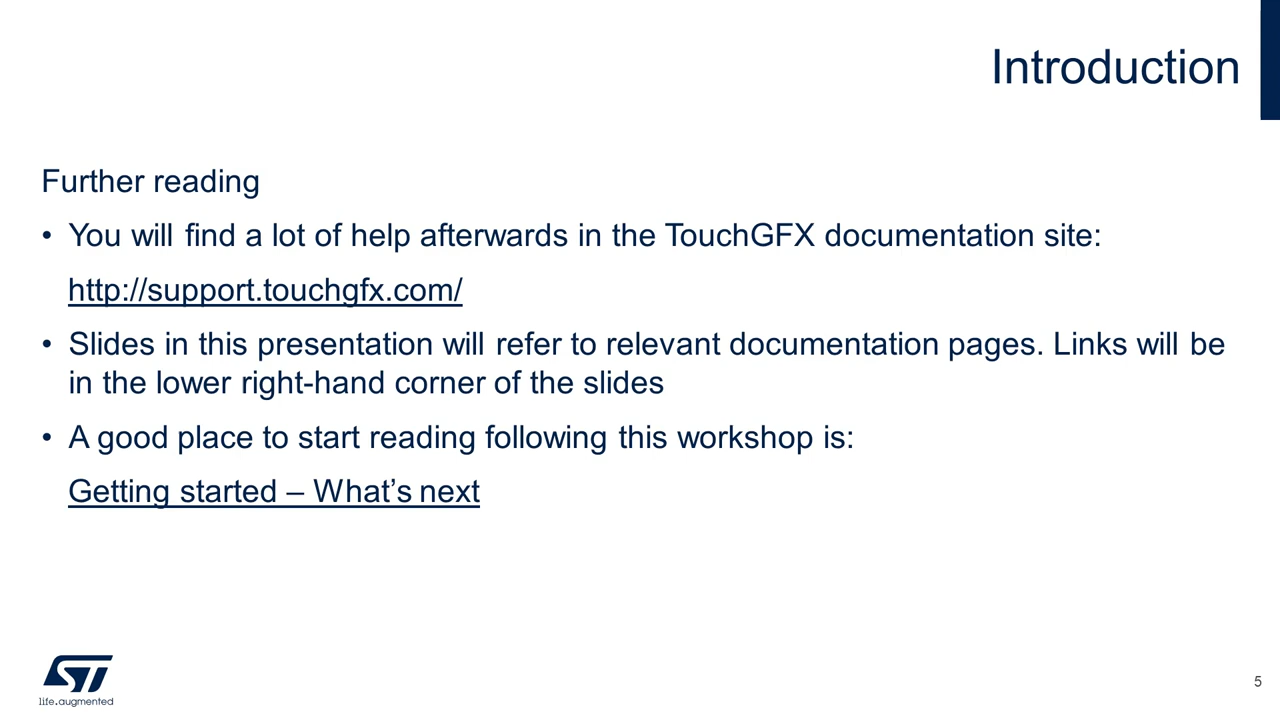 Introduction
Further reading
• You will find a lot of help afterwards in the TouchGFX documentation site:
http://support.touchgfx.com/
• Slides in this presentation will refer to relevant documentation pages. Links will be
in the lower right-hand corner of the slides
• A good place to start reading following this workshop is:
Getting started – What’s next
ST
life.augmented
5